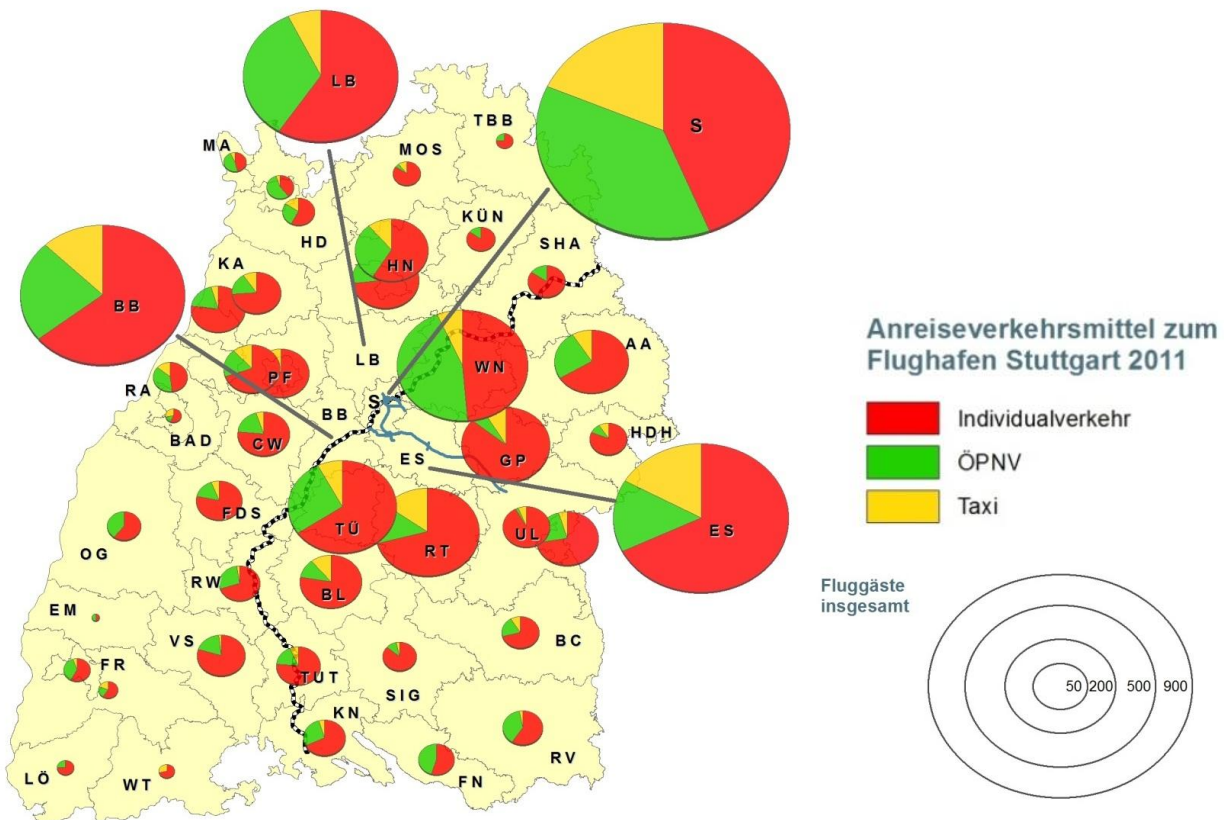 LB
S
TBB
MA
MOS
HD
KÜN
SHA
HN
KA
BB
AA
LB
WN
PF
RA
S
BB
BAD
CW
HDH
GP
ES
FDS
TÜ
RT
UL
ES
OG
RW
BL
EM
VS
BC
FR
TUT
SIG
KN
RV
FN
LÖ
WT
Anreiseverkehrsmittel zum
Flughafen Stuttgart 2011
Individualverkehr
ÖPNV
Taxi
Fluggäste
insgesamt
50 200 500 900